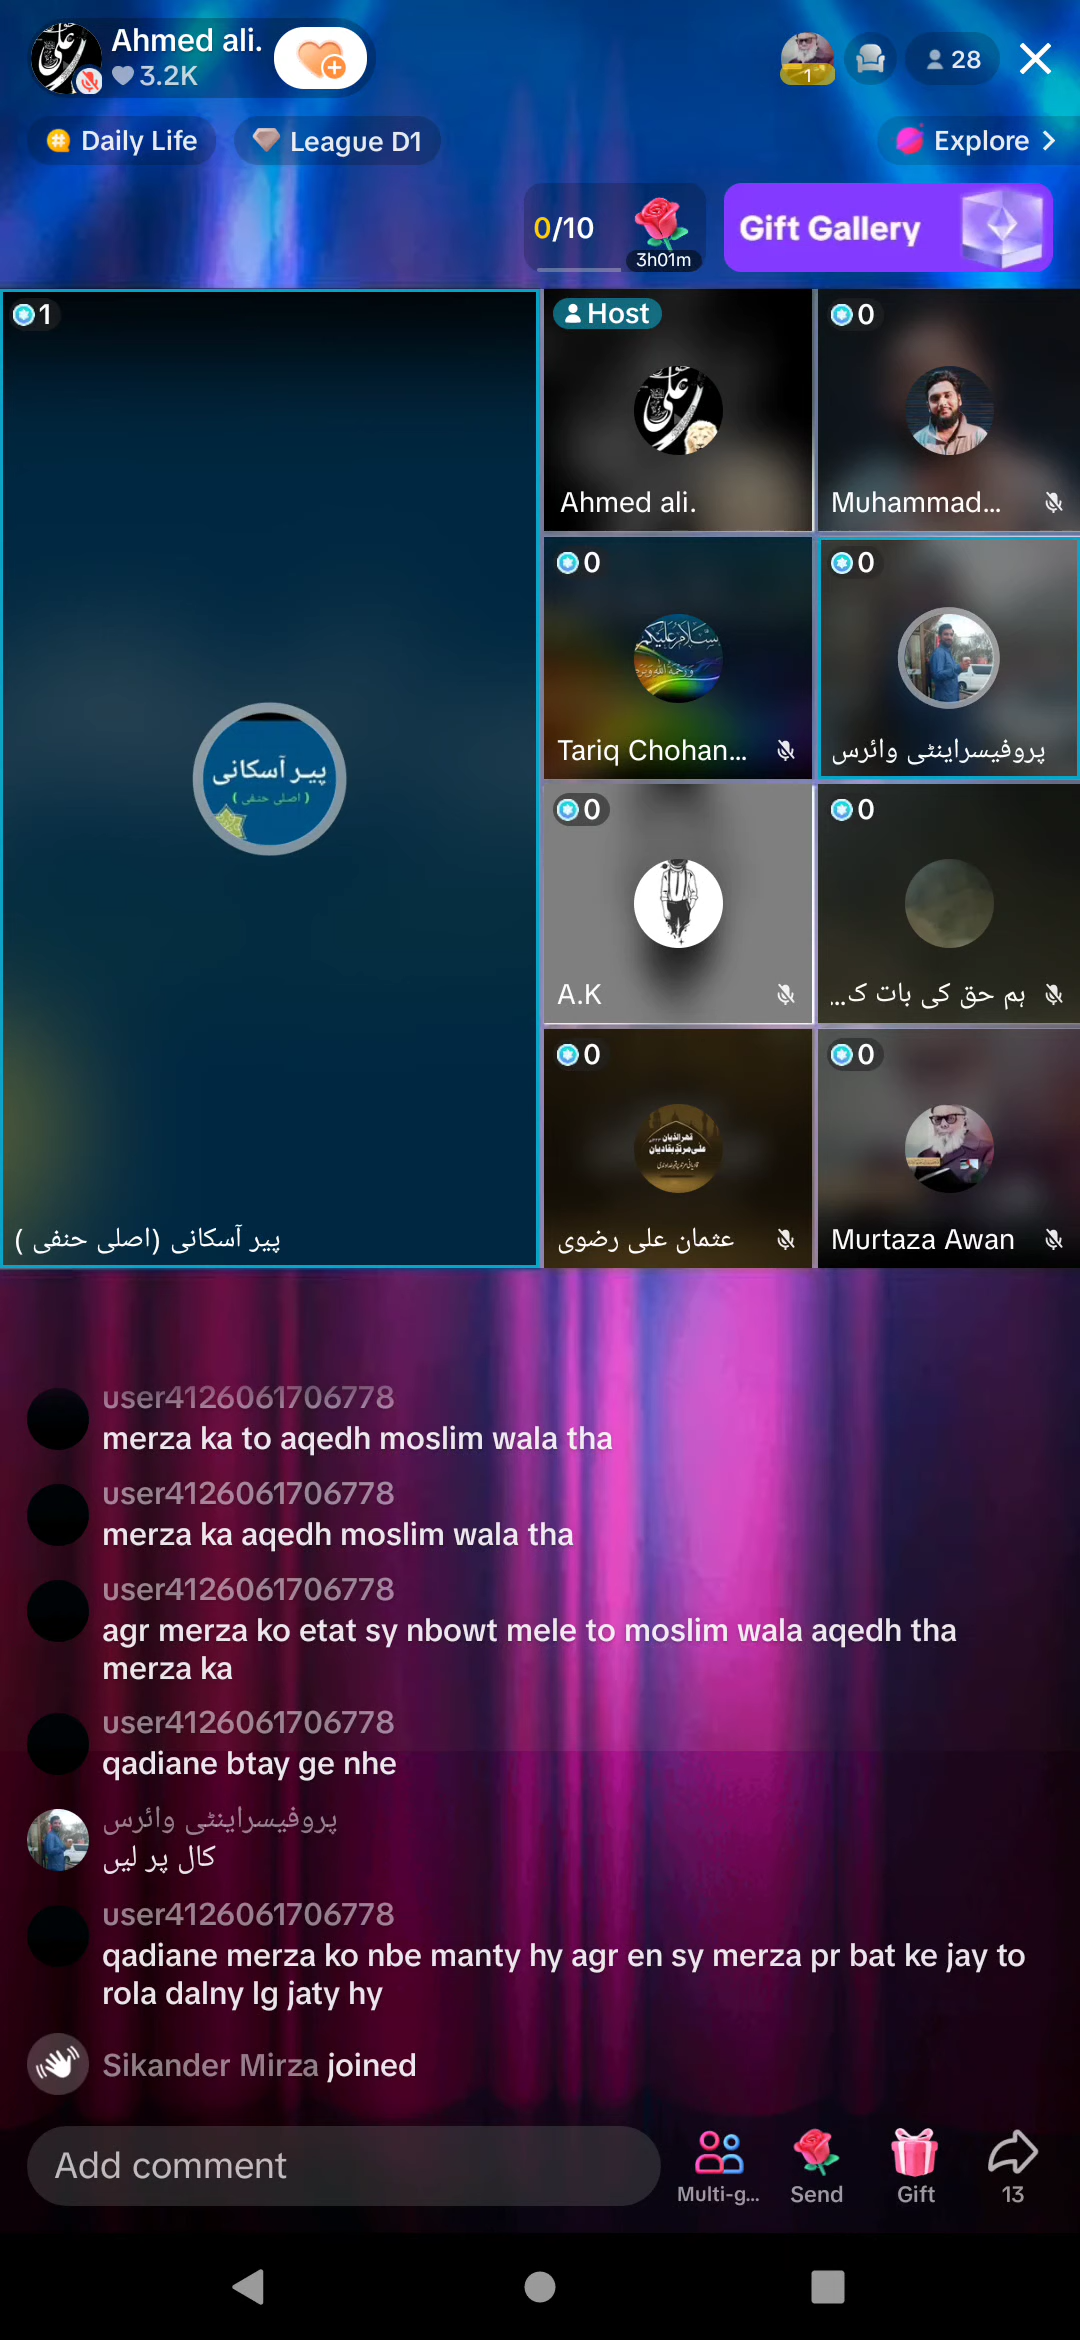 Ahmed ali.
3.2K
1
28
Daily Life
League D1
Explore
0/10
3h01m
Gift Gallery
1
Host
0
علی
Ahmed ali.
Muhammad...
0
0
Tariq Chohan...
پروفیسراینٹی وائرس
پیر آسکانی
( اصلی حنفی )
0
0
A.K
ہم حق کی بات ک...
0
0
پیر آسکانی (اصلی حنفی )
عثمان علی رضوی
Murtaza Awan
user4126061706778
merza ka to aqedh moslim wala tha
user4126061706778
merza ka aqedh moslim wala tha
user4126061706778
agr merza ko etat sy nbowt mele to moslim wala aqedh tha
merza ka
user4126061706778
qadiane btay ge nhe
پروفیسراینٹی وائرس
کال پر لیں
user4126061706778
qadiane merza ko nbe manty hy agr en sy merza pr bat ke jay to
rola dalny lg jaty hy
Sikander Mirza joined
Add comment
Multi-g...
Send
Gift
13